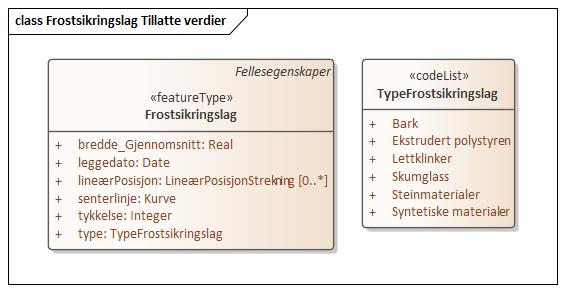 class Frostsikringslag Tillatte verdier
Fellesegenskaper
«featureType»
Frostsikringslag
+ bredde_Gjennomsnitt: Real
+ leggedato: Date
+ lineærPosisjon: LineærPosisjonStrekning [0..*]
+ senterlinje: Kurve
+ tykkelse: Integer
+ type: TypeFrostsikringslag
«codeList»
TypeFrostsikringslag
+ Bark
+ Ekstrudert polystyren
+ Lettklinker
+ Skumglass
+ Steinmaterialer
+ Syntetiske materialer